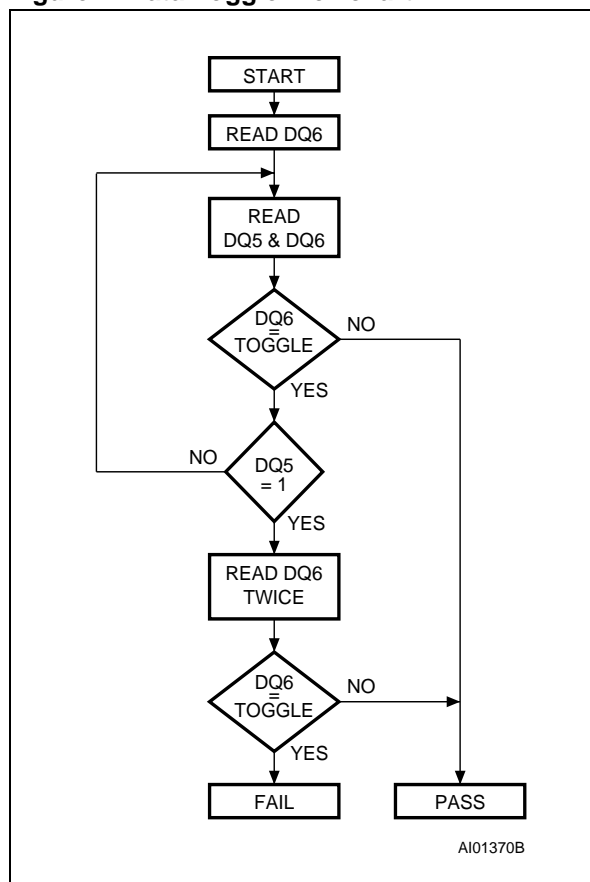 START
READ DQ6
READ
DQ5 & DQ6
DQ6
=
TOGGLE
NO
YES
NO
DQ5
= 1
YES
READ DQ6
TWICE
DQ6
=
TOGGLE
NO
YES
FAIL
PASS
AI01370B